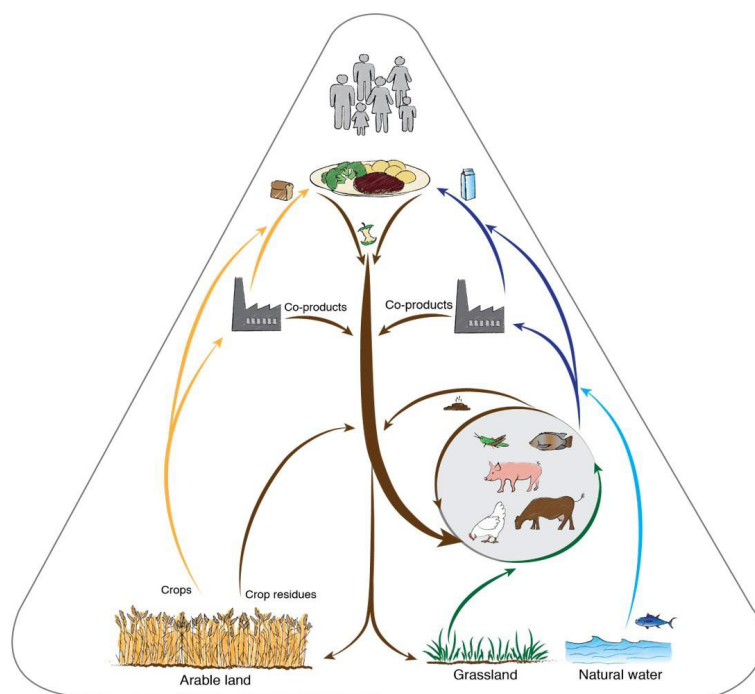 Co-products
Co-products
Crops
Crop residues
Arable land
Grassland
Natural water